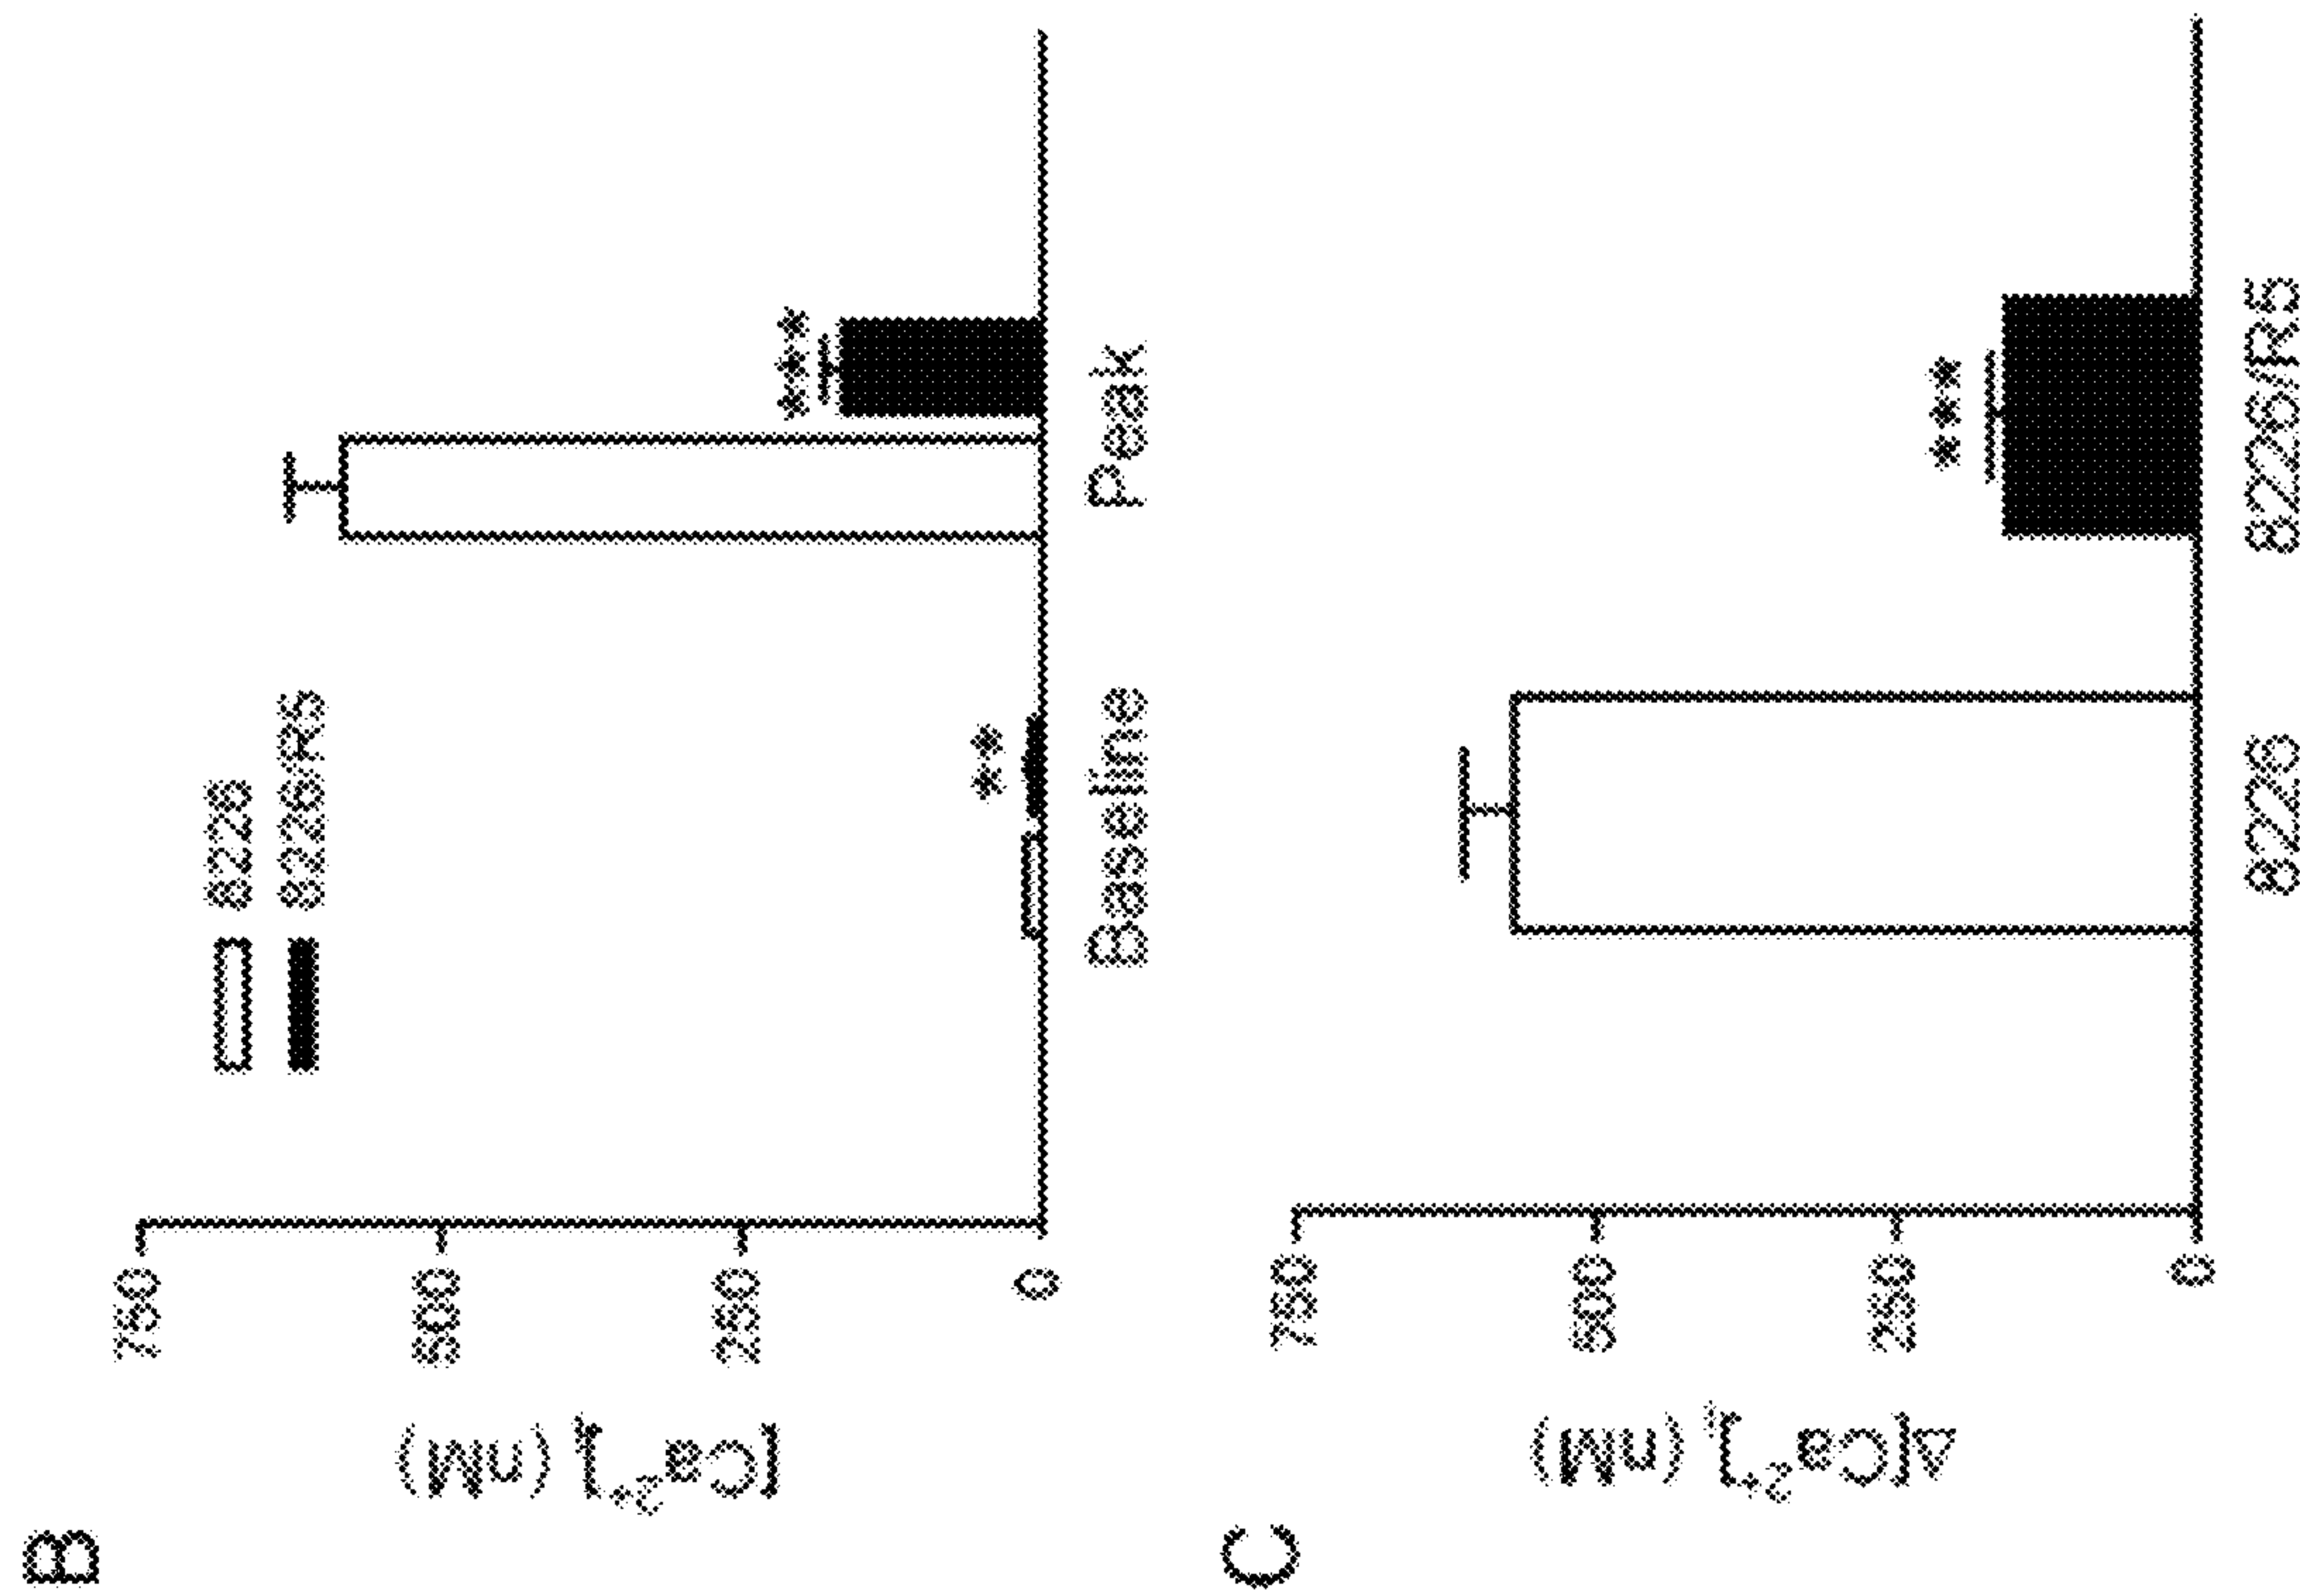 B
8226
8226/R5
750
500
250
0
[Ca²⁺]ᵢ (nM)
**
***
Baseline
Peak
C
750
500
250
0
Δ[Ca²⁺]ᵢ (nM)
***
8226
8226/R5